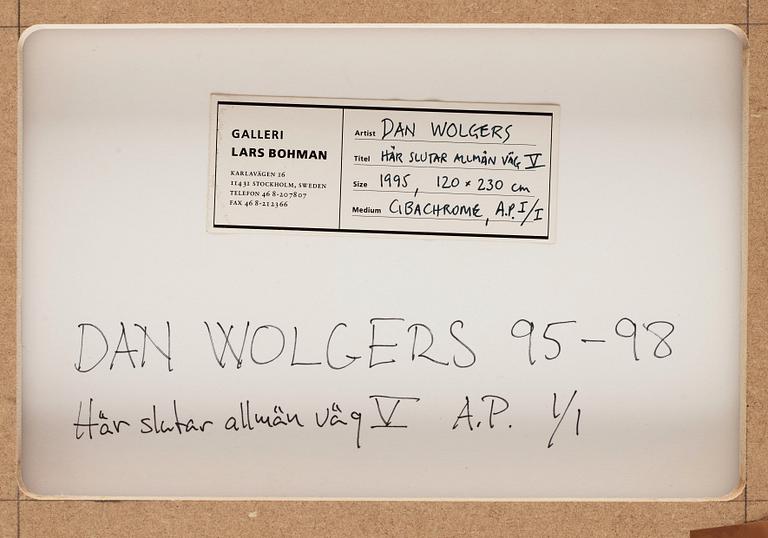 GALLERI
LARS BOHMAN
KARLAVÄGEN 16
11431 STOCKHOLM, SWEDEN
TELEFON 46 8-207807
FAX 46 8-212366
Artist DAN WOLGERS
Titel HÄR SLUTAR ALLMÄN VÄG V
Size 1995, 120 × 230 cm
Medium CIBACHROME, A.P. I/I
DAN WOLGERS 95-98
Här slutar allmän väg V A.P. 1/1